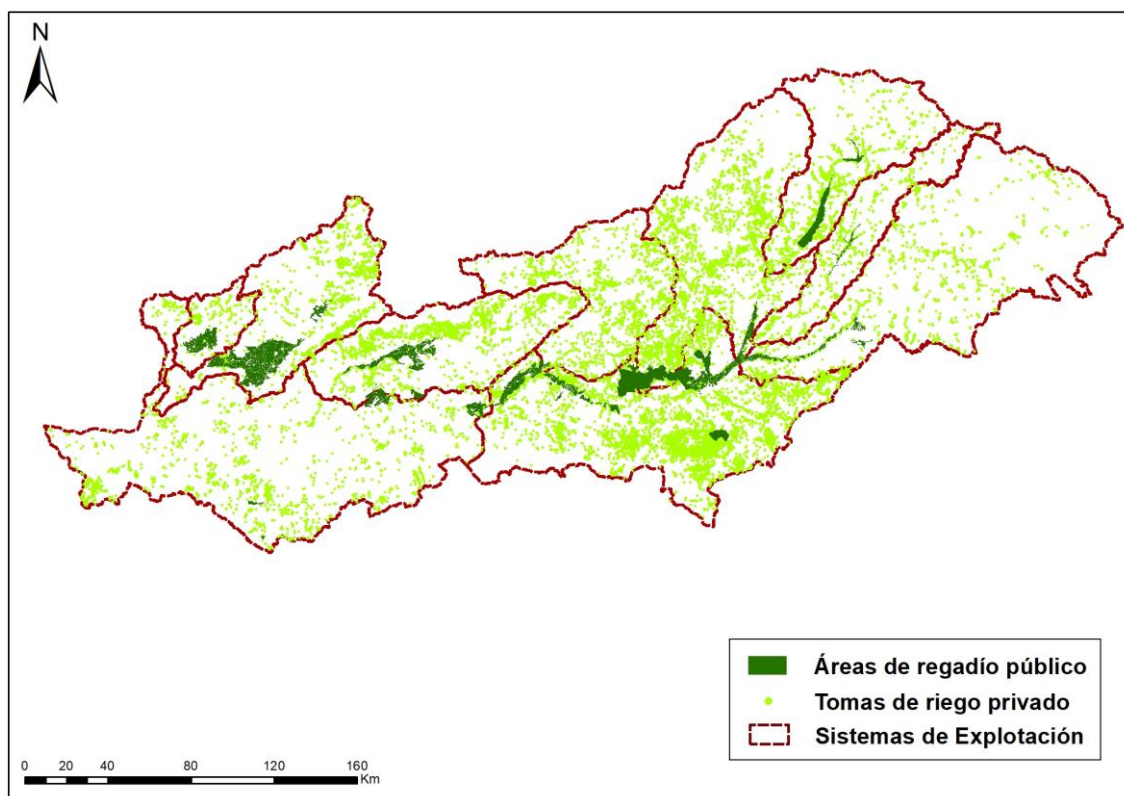 N
Áreas de regadío público
Tomas de riego privado
Sistemas de Explotación
0 20 40 80 120 160
Km